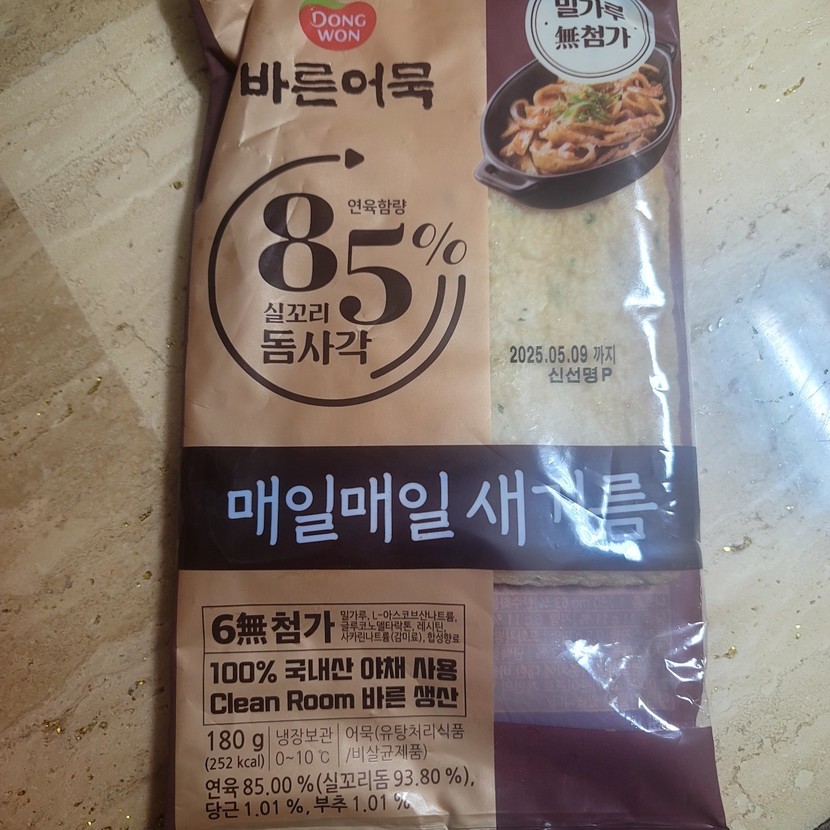 DONG
WON
밀가루
無첨가
바른어묵
연육함량
85%
실꼬리
돔사각
2025.05.09 까지
신선명P
매일매일 새기름
6無첨가
밀가루, L-아스코브산나트륨,
글루코노델타락톤, 레시틴,
사카린나트륨(감미료), 합성향료
100% 국내산 야채 사용
Clean Room 바른 생산
180 g
(252 kcal)
냉장보관
0~10 ℃
어묵(유탕처리식품
/비살균제품)
연육 85.00 % (실꼬리돔 93.80 %),
당근 1.01 %, 부추 1.01 %